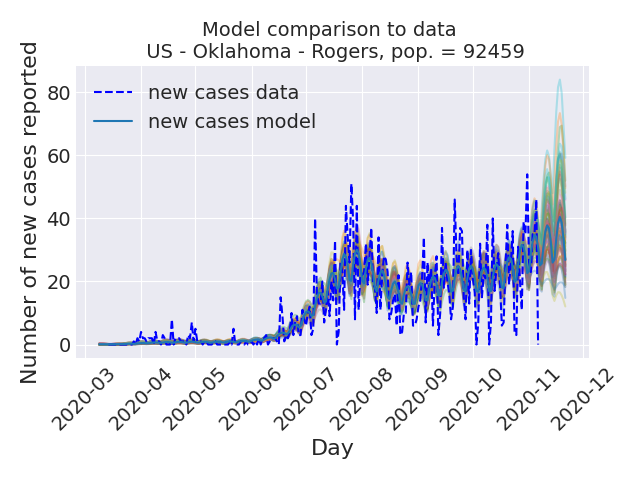 Model comparison to data
US - Oklahoma - Rogers, pop. = 92459
Number of new cases reported
80
60
40
20
0
new cases data
new cases model
2020-03
2020-04
2020-05
2020-06
2020-07
2020-08
2020-09
2020-10
2020-11
2020-12
Day